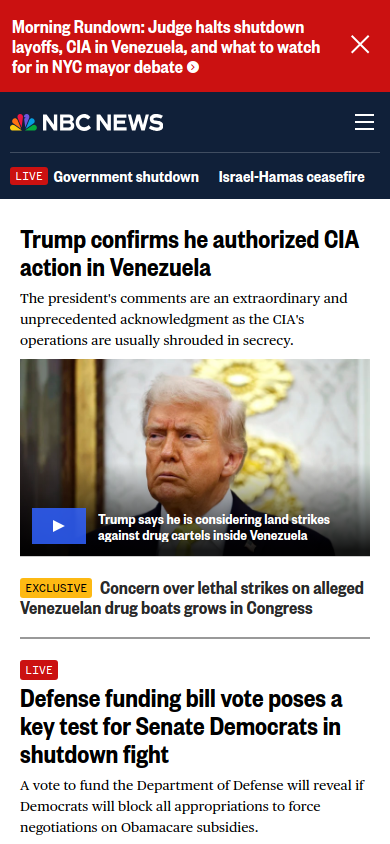 Morning Rundown: Judge halts shutdown
layoffs, CIA in Venezuela, and what to watch
for in NYC mayor debate
NBC NEWS
LIVE Government shutdown Israel-Hamas ceasefire
Trump confirms he authorized CIA
action in Venezuela
The president's comments are an extraordinary and
unprecedented acknowledgment as the CIA's
operations are usually shrouded in secrecy.
Trump says he is considering land strikes
against drug cartels inside Venezuela
EXCLUSIVE Concern over lethal strikes on alleged
Venezuelan drug boats grows in Congress
LIVE
Defense funding bill vote poses a
key test for Senate Democrats in
shutdown fight
A vote to fund the Department of Defense will reveal if
Democrats will block all appropriations to force
negotiations on Obamacare subsidies.